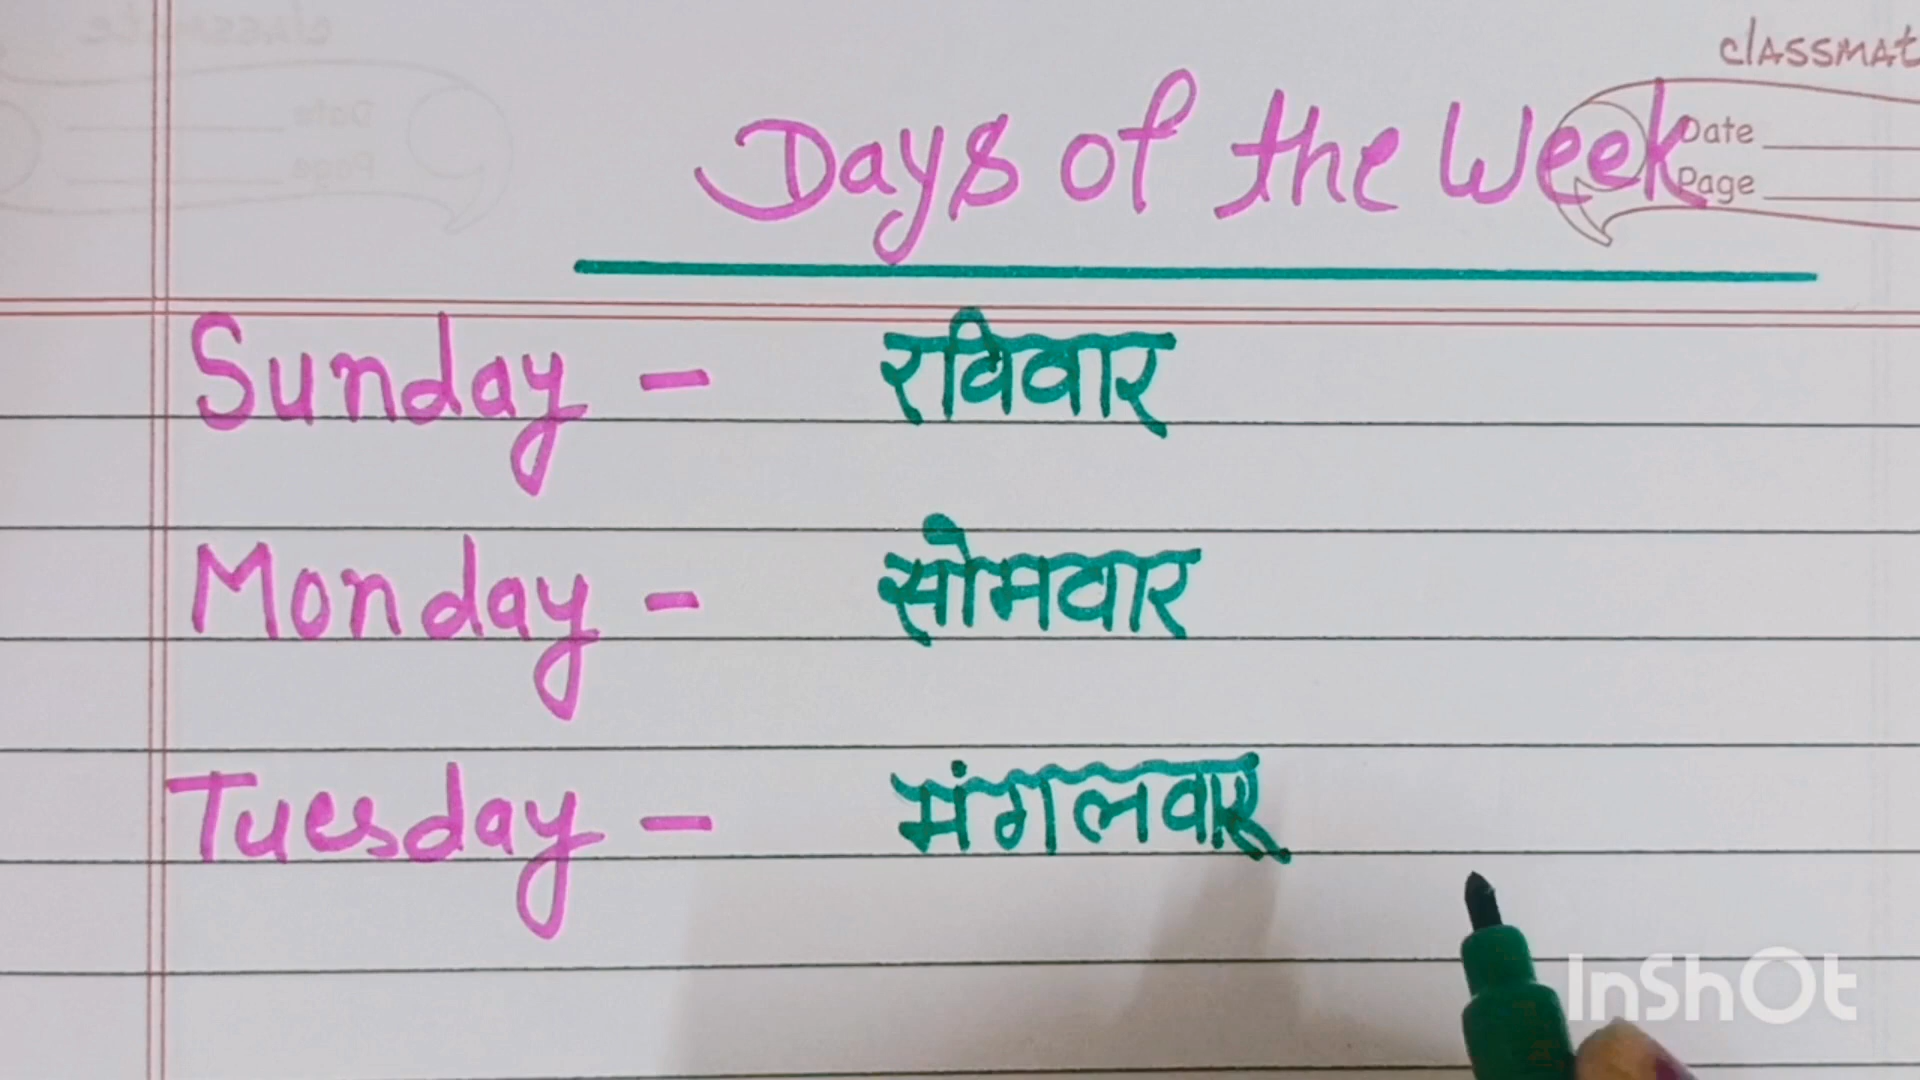 classmat
Date
Page
Days of the Week
Sunday - रविवार
Monday - सोमवार
Tuesday - मंगलवार
InShOt